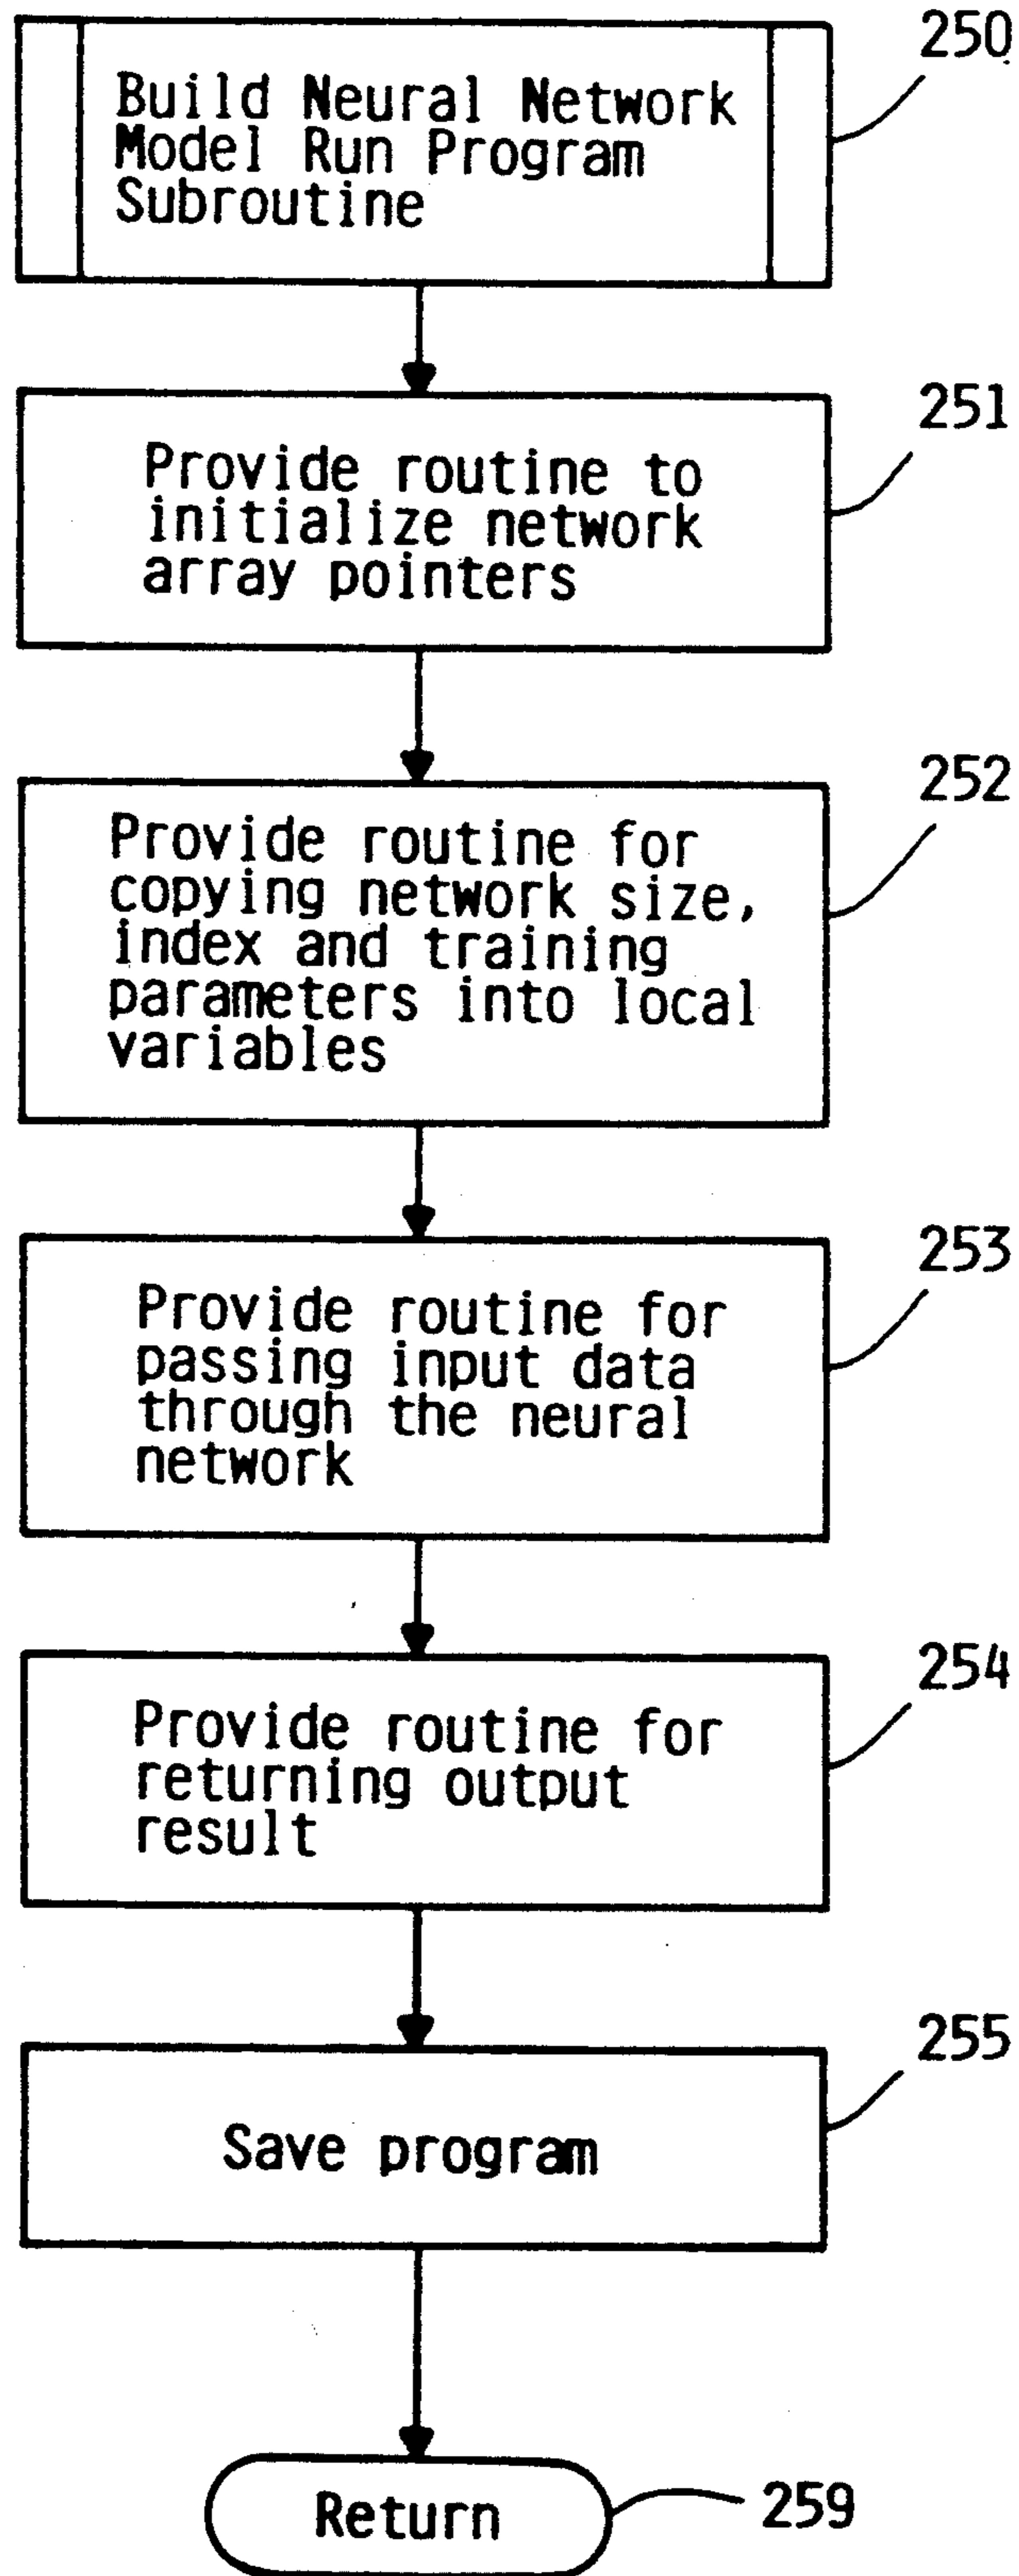 250
Build Neural Network
Model Run Program
Subroutine
251
Provide routine to
initialize network
array pointers
252
Provide routine for
copying network size,
index and training
parameters into local
variables
253
Provide routine for
passing input data
through the neural
network
254
Provide routine for
returning output
result
255
Save program
Return
259